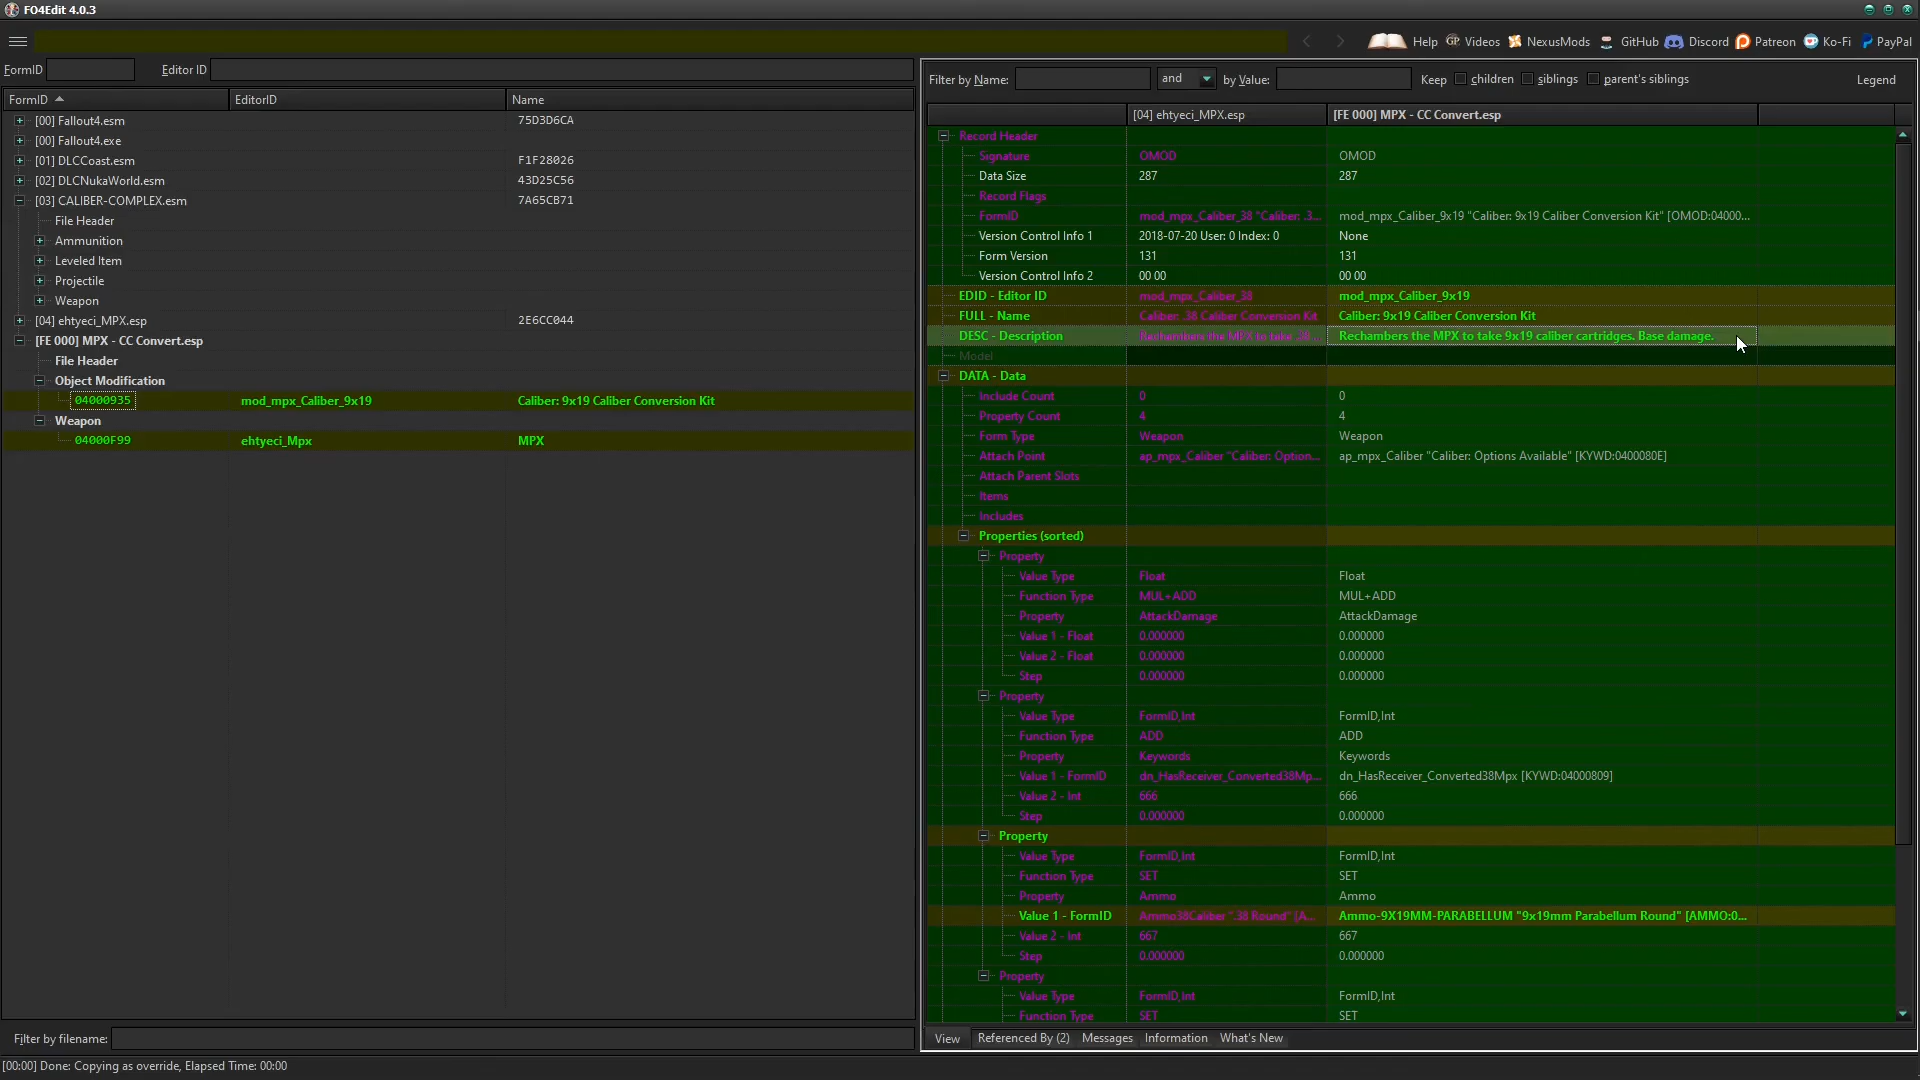 FO4Edit 4.0.3
Help Videos NexusMods GitHub Discord Patreon Ko-Fi PayPal
FormID Editor ID
FormID EditorID Name
[00] Fallout4.esm 75D3D6CA
[00] Fallout4.exe
[01] DLCCoast.esm F1F28026
[02] DLCNukaWorld.esm 43D25C56
[03] CALIBER-COMPLEX.esm 7A65CB71
File Header
Ammunition
Leveled Item
Projectile
Weapon
[04] ehtyeci_MPX.esp 2E6CC044
[FE 000] MPX - CC Convert.esp
File Header
Object Modification
04000935 mod_mpx_Caliber_9x19 Caliber: 9x19 Caliber Conversion Kit
Weapon
04000F99 ehtyeci_Mpx MPX
Filter by filename:
[00:00] Done: Copying as override, Elapsed Time: 00:00
Filter by Name: and by Value: Keep children siblings parent's siblings Legend
[04] ehtyeci_MPX.esp [FE 000] MPX - CC Convert.esp
Record Header
Signature OMOD OMOD
Data Size 287 287
Record Flags
FormID mod_mpx_Caliber_38 "Caliber: .3... mod_mpx_Caliber_9x19 "Caliber: 9x19 Caliber Conversion Kit" [OMOD:04000...
Version Control Info 1 2018-07-20 User: 0 Index: 0 None
Form Version 131 131
Version Control Info 2 00 00 00 00
EDID - Editor ID mod_mpx_Caliber_38 mod_mpx_Caliber_9x19
FULL - Name Caliber: .38 Caliber Conversion Kit Caliber: 9x19 Caliber Conversion Kit
DESC - Description Rechambers the MPX to take .38... Rechambers the MPX to take 9x19 caliber cartridges. Base damage.
Model
DATA - Data
Include Count 0 0
Property Count 4 4
Form Type Weapon Weapon
Attach Point ap_mpx_Caliber "Caliber: Option... ap_mpx_Caliber "Caliber: Options Available" [KYWD:0400080E]
Attach Parent Slots
Items
Includes
Properties (sorted)
Property
Value Type Float Float
Function Type MUL+ADD MUL+ADD
Property AttackDamage AttackDamage
Value 1 - Float 0.000000 0.000000
Value 2 - Float 0.000000 0.000000
Step 0.000000 0.000000
Property
Value Type FormID,Int FormID,Int
Function Type ADD ADD
Property Keywords Keywords
Value 1 - FormID dn_HasReceiver_Converted38Mp... dn_HasReceiver_Converted38Mpx [KYWD:04000809]
Value 2 - Int 666 666
Step 0.000000 0.000000
Property
Value Type FormID,Int FormID,Int
Function Type SET SET
Property Ammo Ammo
Value 1 - FormID Ammo38Caliber ".38 Round" [A... Ammo-9X19MM-PARABELLUM "9x19mm Parabellum Round" [AMMO:0...
Value 2 - Int 667 667
Step 0.000000 0.000000
Property
Value Type FormID,Int FormID,Int
Function Type SET SET
View Referenced By (2) Messages Information What's New